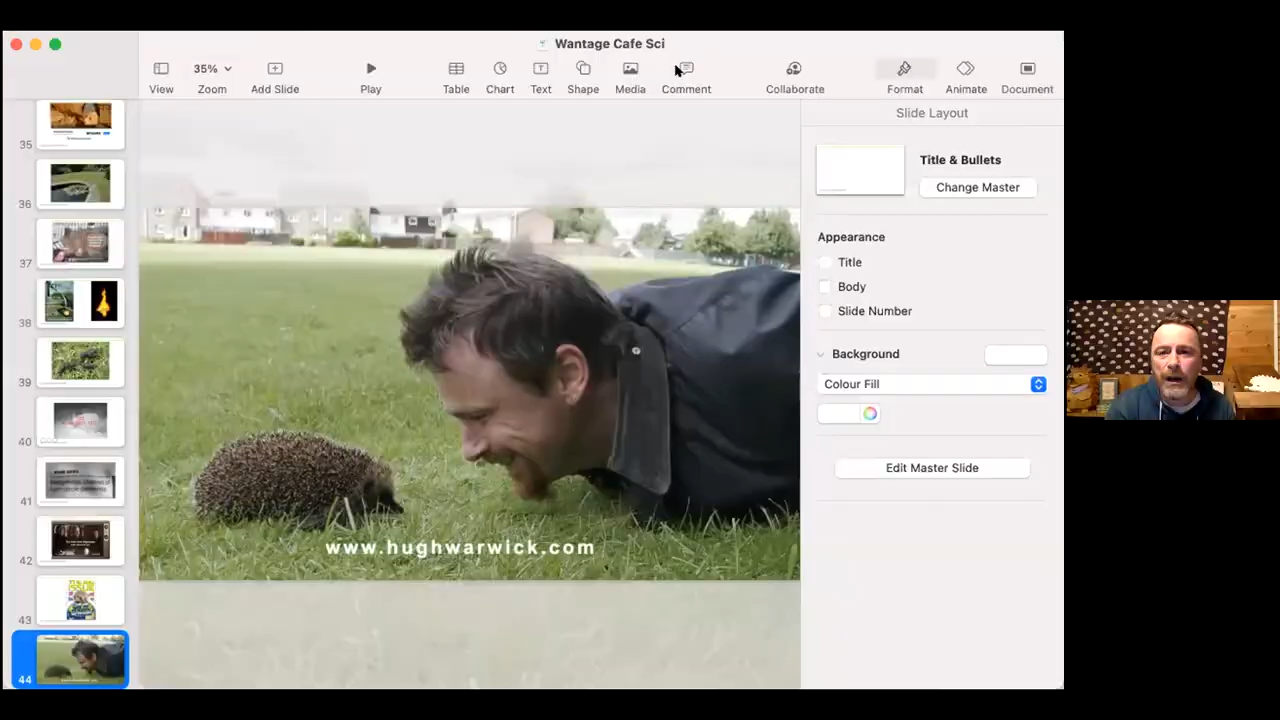 Wantage Cafe Sci
View
35%
Zoom
Add Slide
Play
Table
Chart
Text
Shape
Media
Comment
Collaborate
Format
Animate
Document
Slide Layout
Title & Bullets
Change Master
Appearance
Title
Body
Slide Number
Background
Colour Fill
Edit Master Slide
35
36
37
38
39
40
41
42
43
44
www.hughwarwick.com